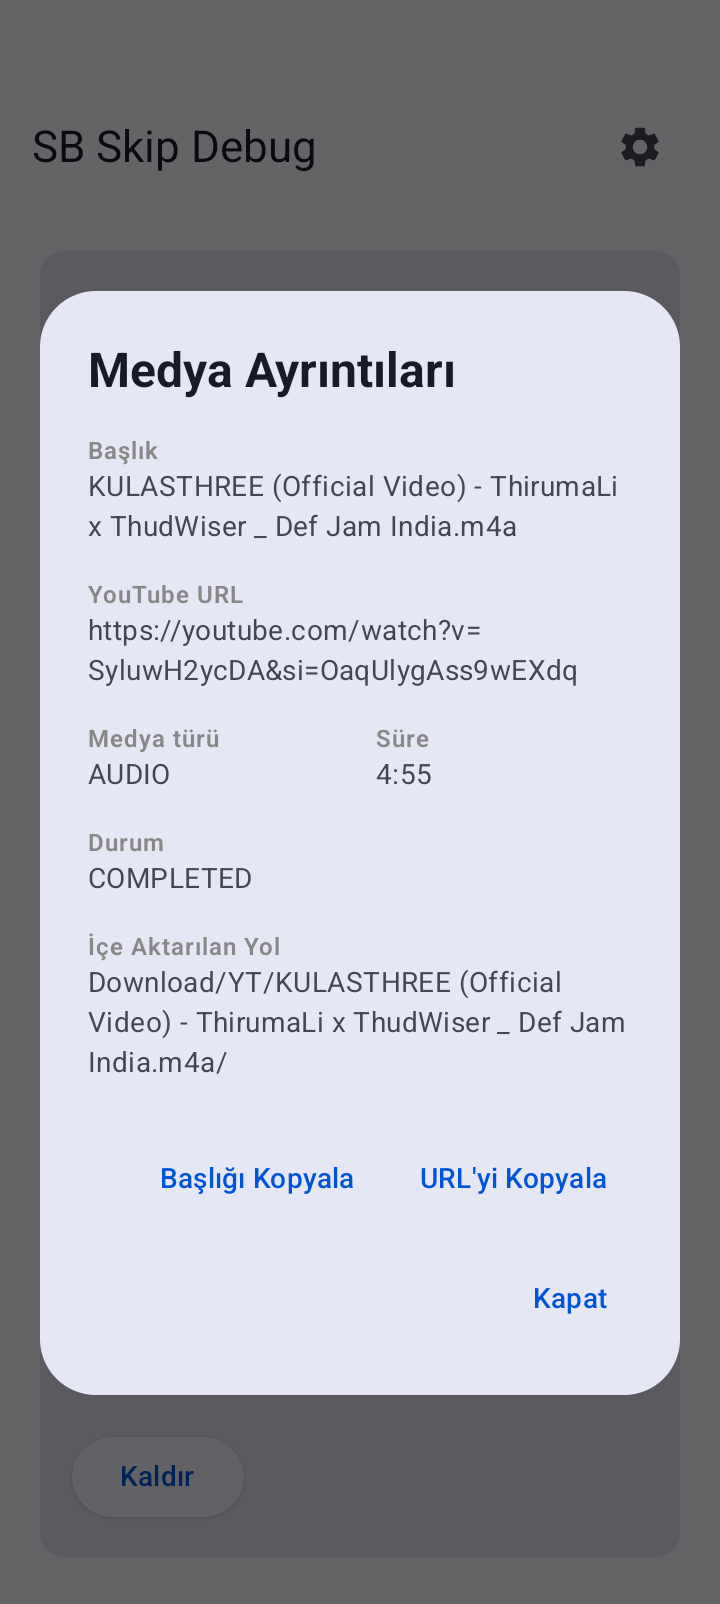 SB Skip Debug
Medya Ayrıntıları
Başlık
KULASTHREE (Official Video) - ThirumaLi
x ThudWiser _ Def Jam India.m4a
YouTube URL
https://youtube.com/watch?v=
SyluwH2ycDA&si=OaqUlygAss9wEXdq
Medya türü
Süre
AUDIO
4:55
Durum
COMPLETED
İçe Aktarılan Yol
Download/YT/KULASTHREE (Official
Video) - ThirumaLi x ThudWiser _ Def Jam
India.m4a/
Başlığı Kopyala
URL'yi Kopyala
Kapat
Kaldır